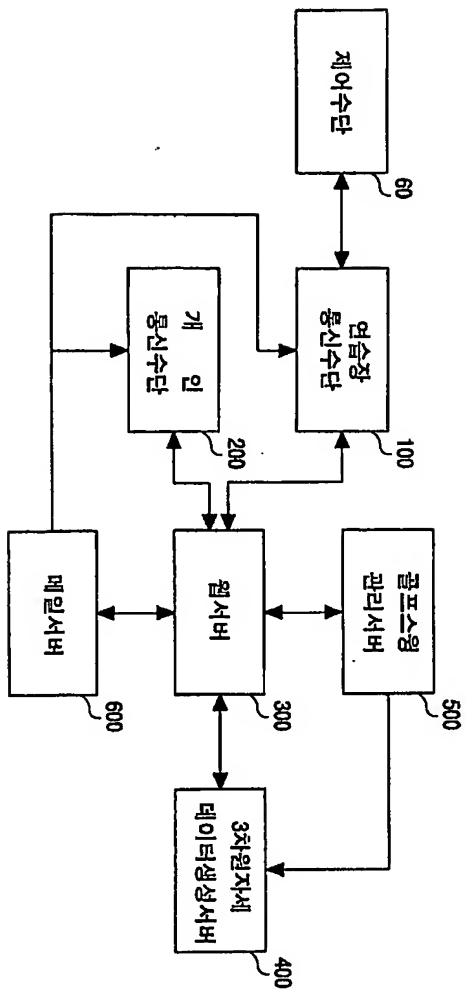 제어수단
60
연습장
통신수단
100
개 인
통신수단
200
골프스윙
관리서버
500
웹서버
300
메일서버
600
3차원자세
데이터생성서버
400